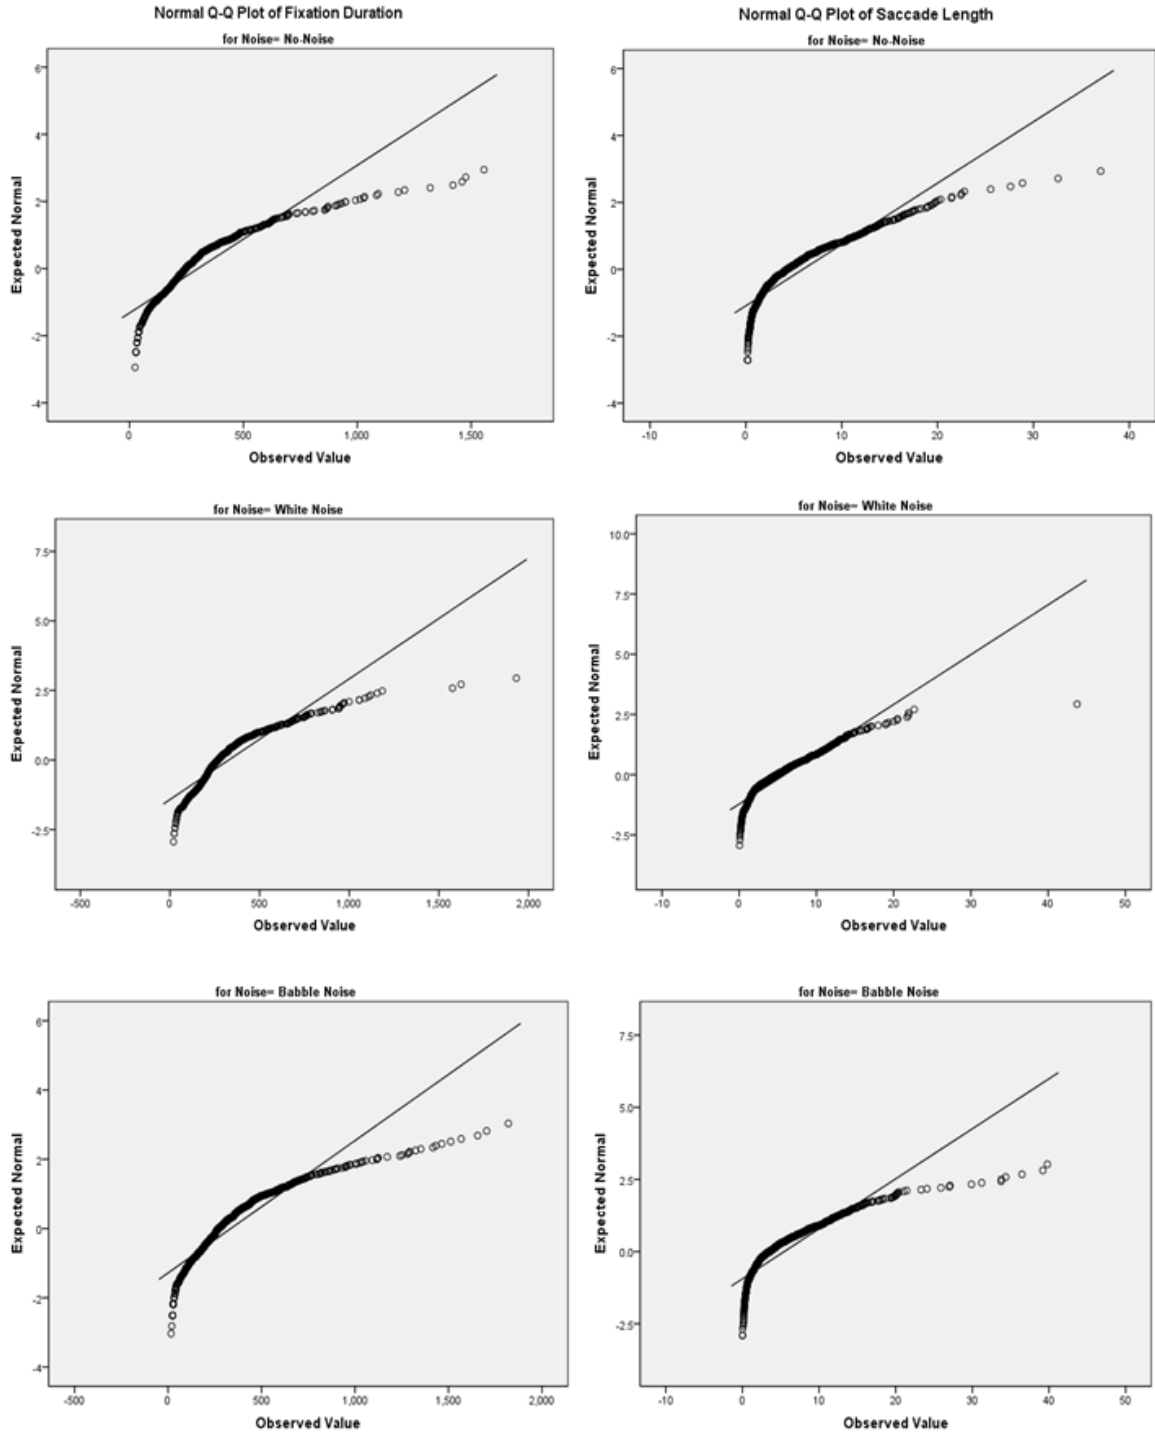 Normal Q-Q Plot of Fixation Duration
for Noise= No-Noise
6
4
2
0
-2
-4
Expected Normal
0 500 1,000 1,500
Observed Value
Normal Q-Q Plot of Saccade Length
for Noise= No-Noise
6
4
2
0
-2
-4
Expected Normal
-10 0 10 20 30 40
Observed Value
for Noise= White Noise
7.5
5.0
2.5
0.0
-2.5
Expected Normal
-500 0 500 1,000 1,500 2,000
Observed Value
for Noise= White Noise
10.0
7.5
5.0
2.5
0.0
-2.5
Expected Normal
-10 0 10 20 30 40 50
Observed Value
for Noise= Babble Noise
6
4
2
0
-2
-4
Expected Normal
-500 0 500 1,000 1,500 2,000
Observed Value
for Noise= Babble Noise
7.5
5.0
2.5
0.0
-2.5
Expected Normal
-10 0 10 20 30 40 50
Observed Value